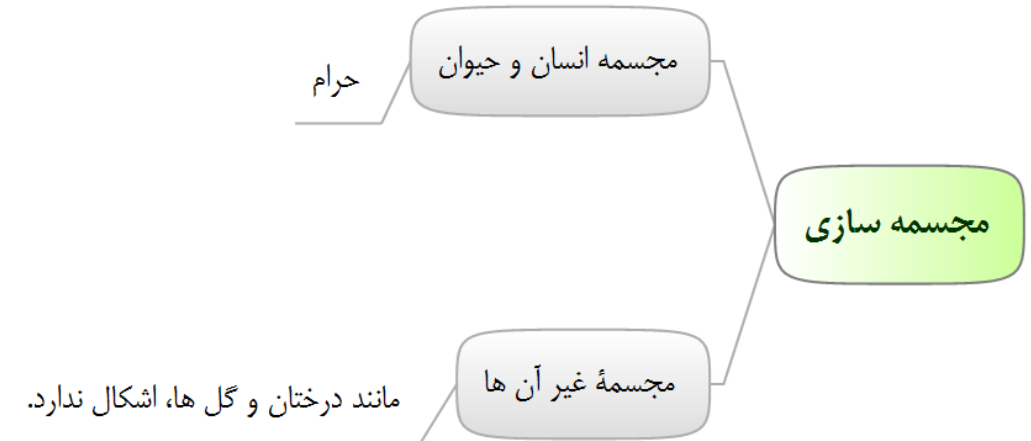 مجسمه سازی
مجسمه انسان و حیوان
حرام
مجسمهٔ غیر آن ها
مانند درختان و گل ها، اشکال ندارد.